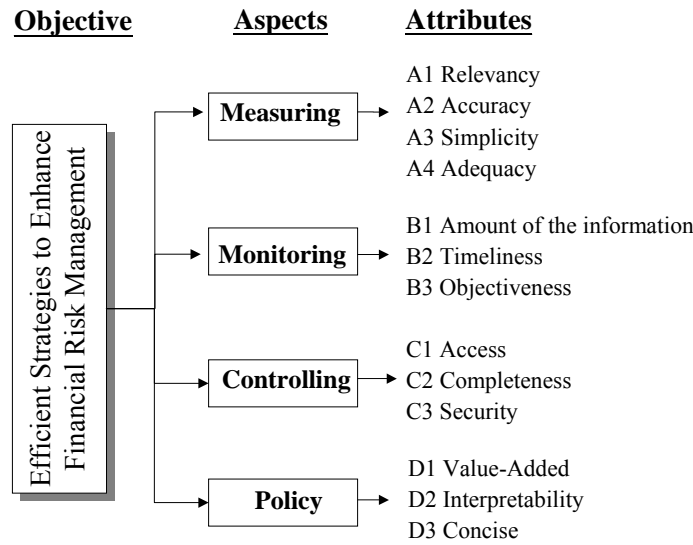 Objective
Aspects
Attributes
Efficient Strategies to Enhance
Financial Risk Management
Measuring
A1 Relevancy
A2 Accuracy
A3 Simplicity
A4 Adequacy
Monitoring
B1 Amount of the information
B2 Timeliness
B3 Objectiveness
Controlling
C1 Access
C2 Completeness
C3 Security
Policy
D1 Value-Added
D2 Interpretability
D3 Concise